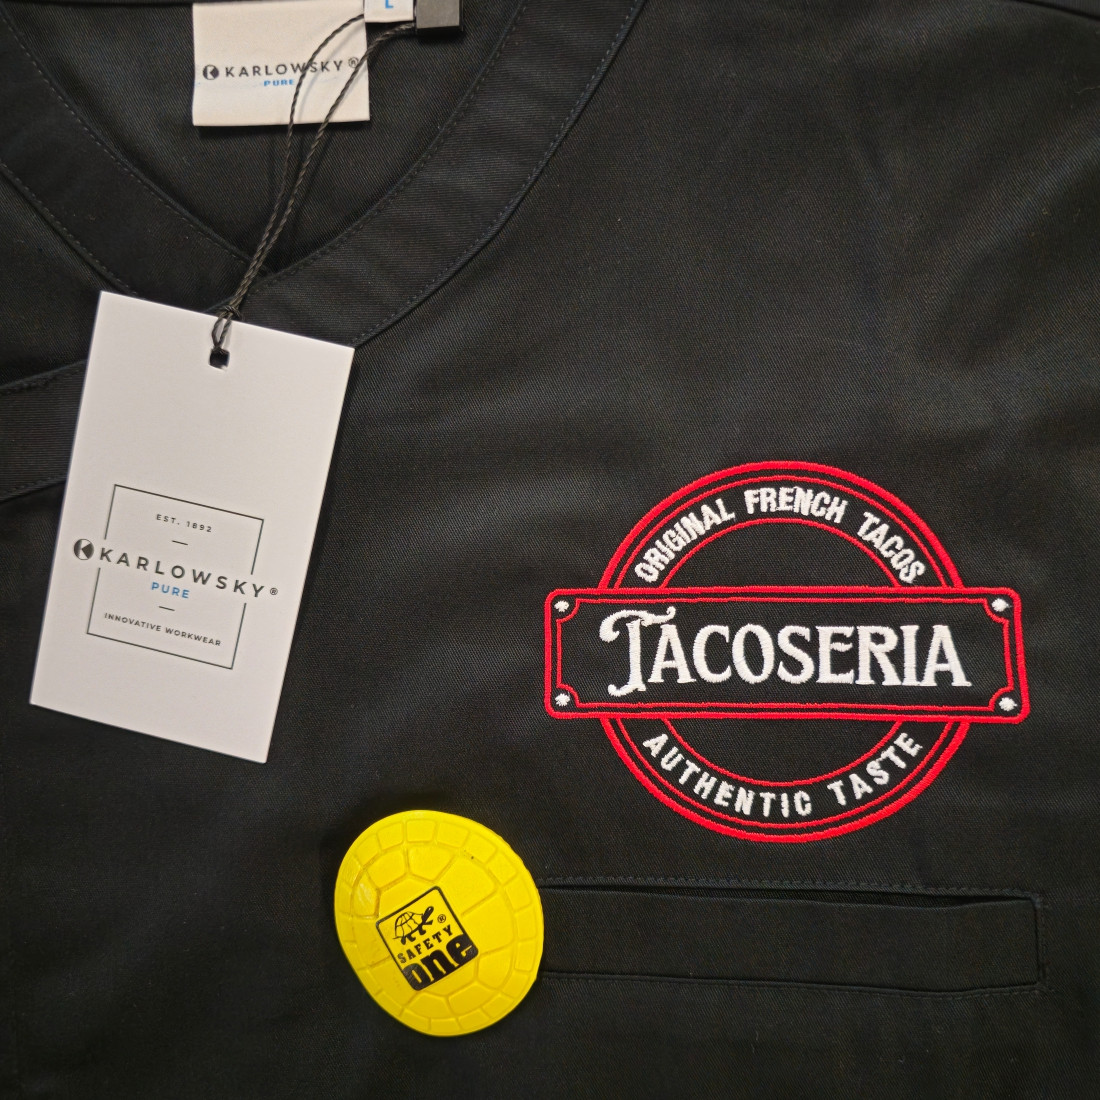 L
KARLOWSKY®
PURE
EST. 1892
KARLOWSKY®
PURE
INNOVATIVE WORKWEAR
ORIGINAL FRENCH TACOS
TACOSERIA
AUTHENTIC TASTE
®
SAFETY
one